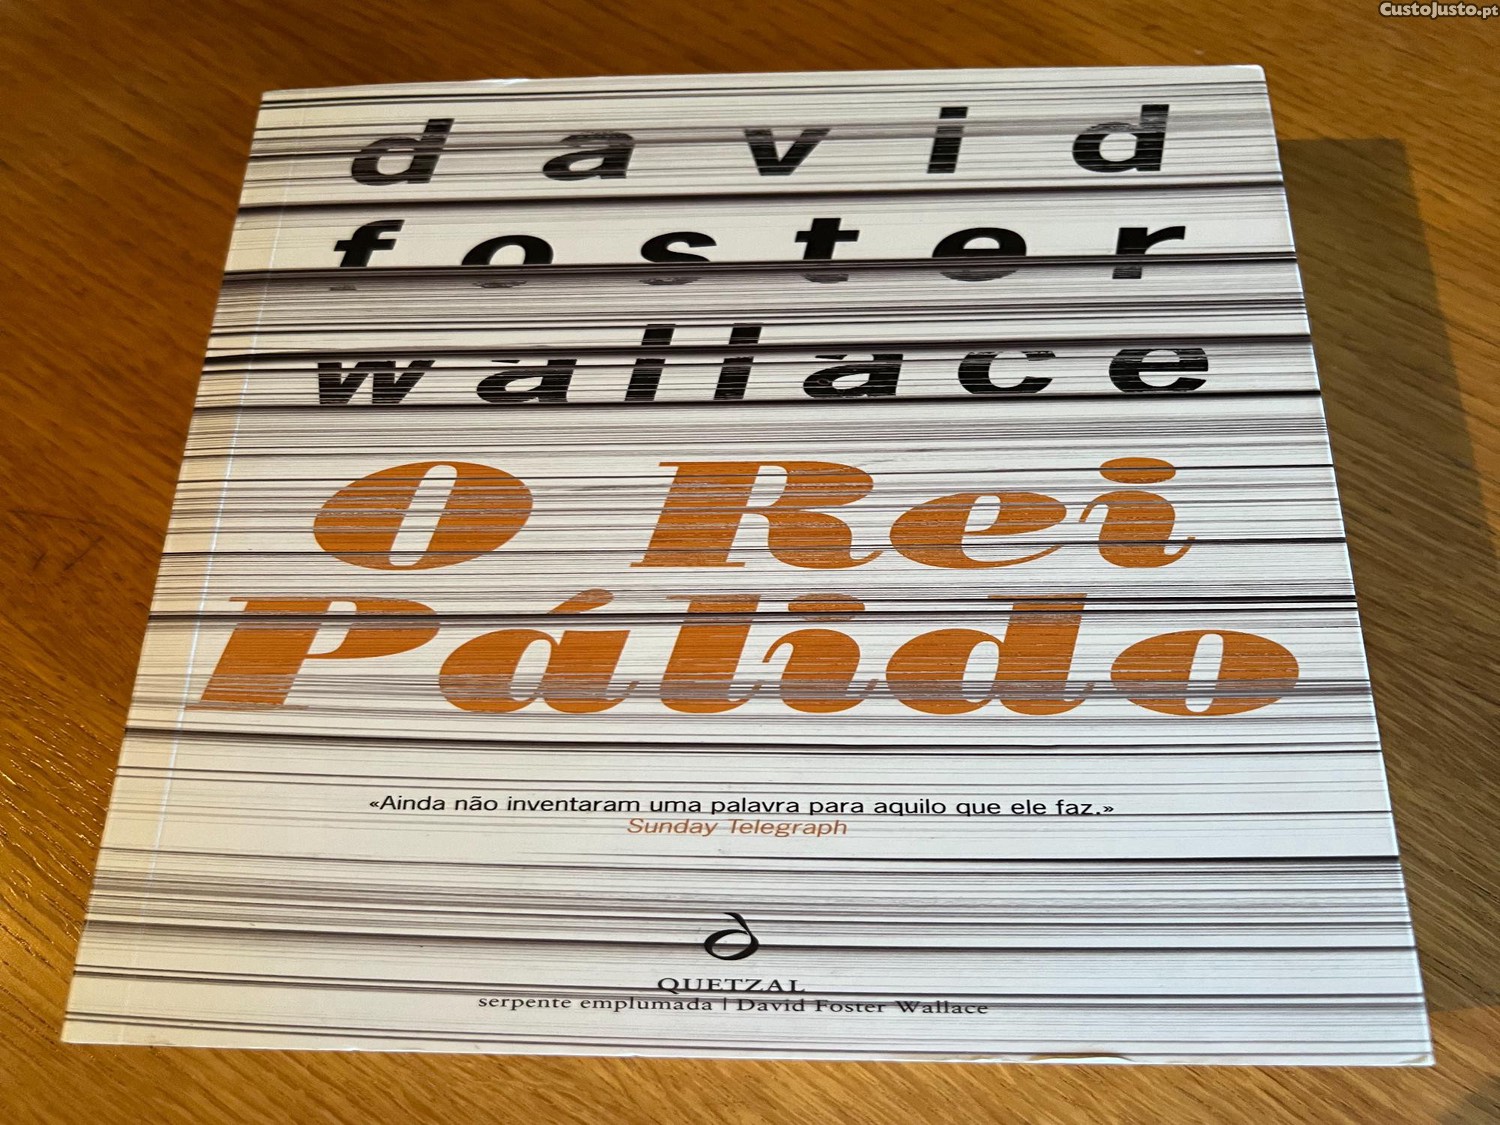 CustoJusto.pt
david
foster
wallace
O Rei
Pálido
«Ainda não inventaram uma palavra para aquilo que ele faz.»
Sunday Telegraph
QUETZAL
serpente emplumada | David Foster Wallace